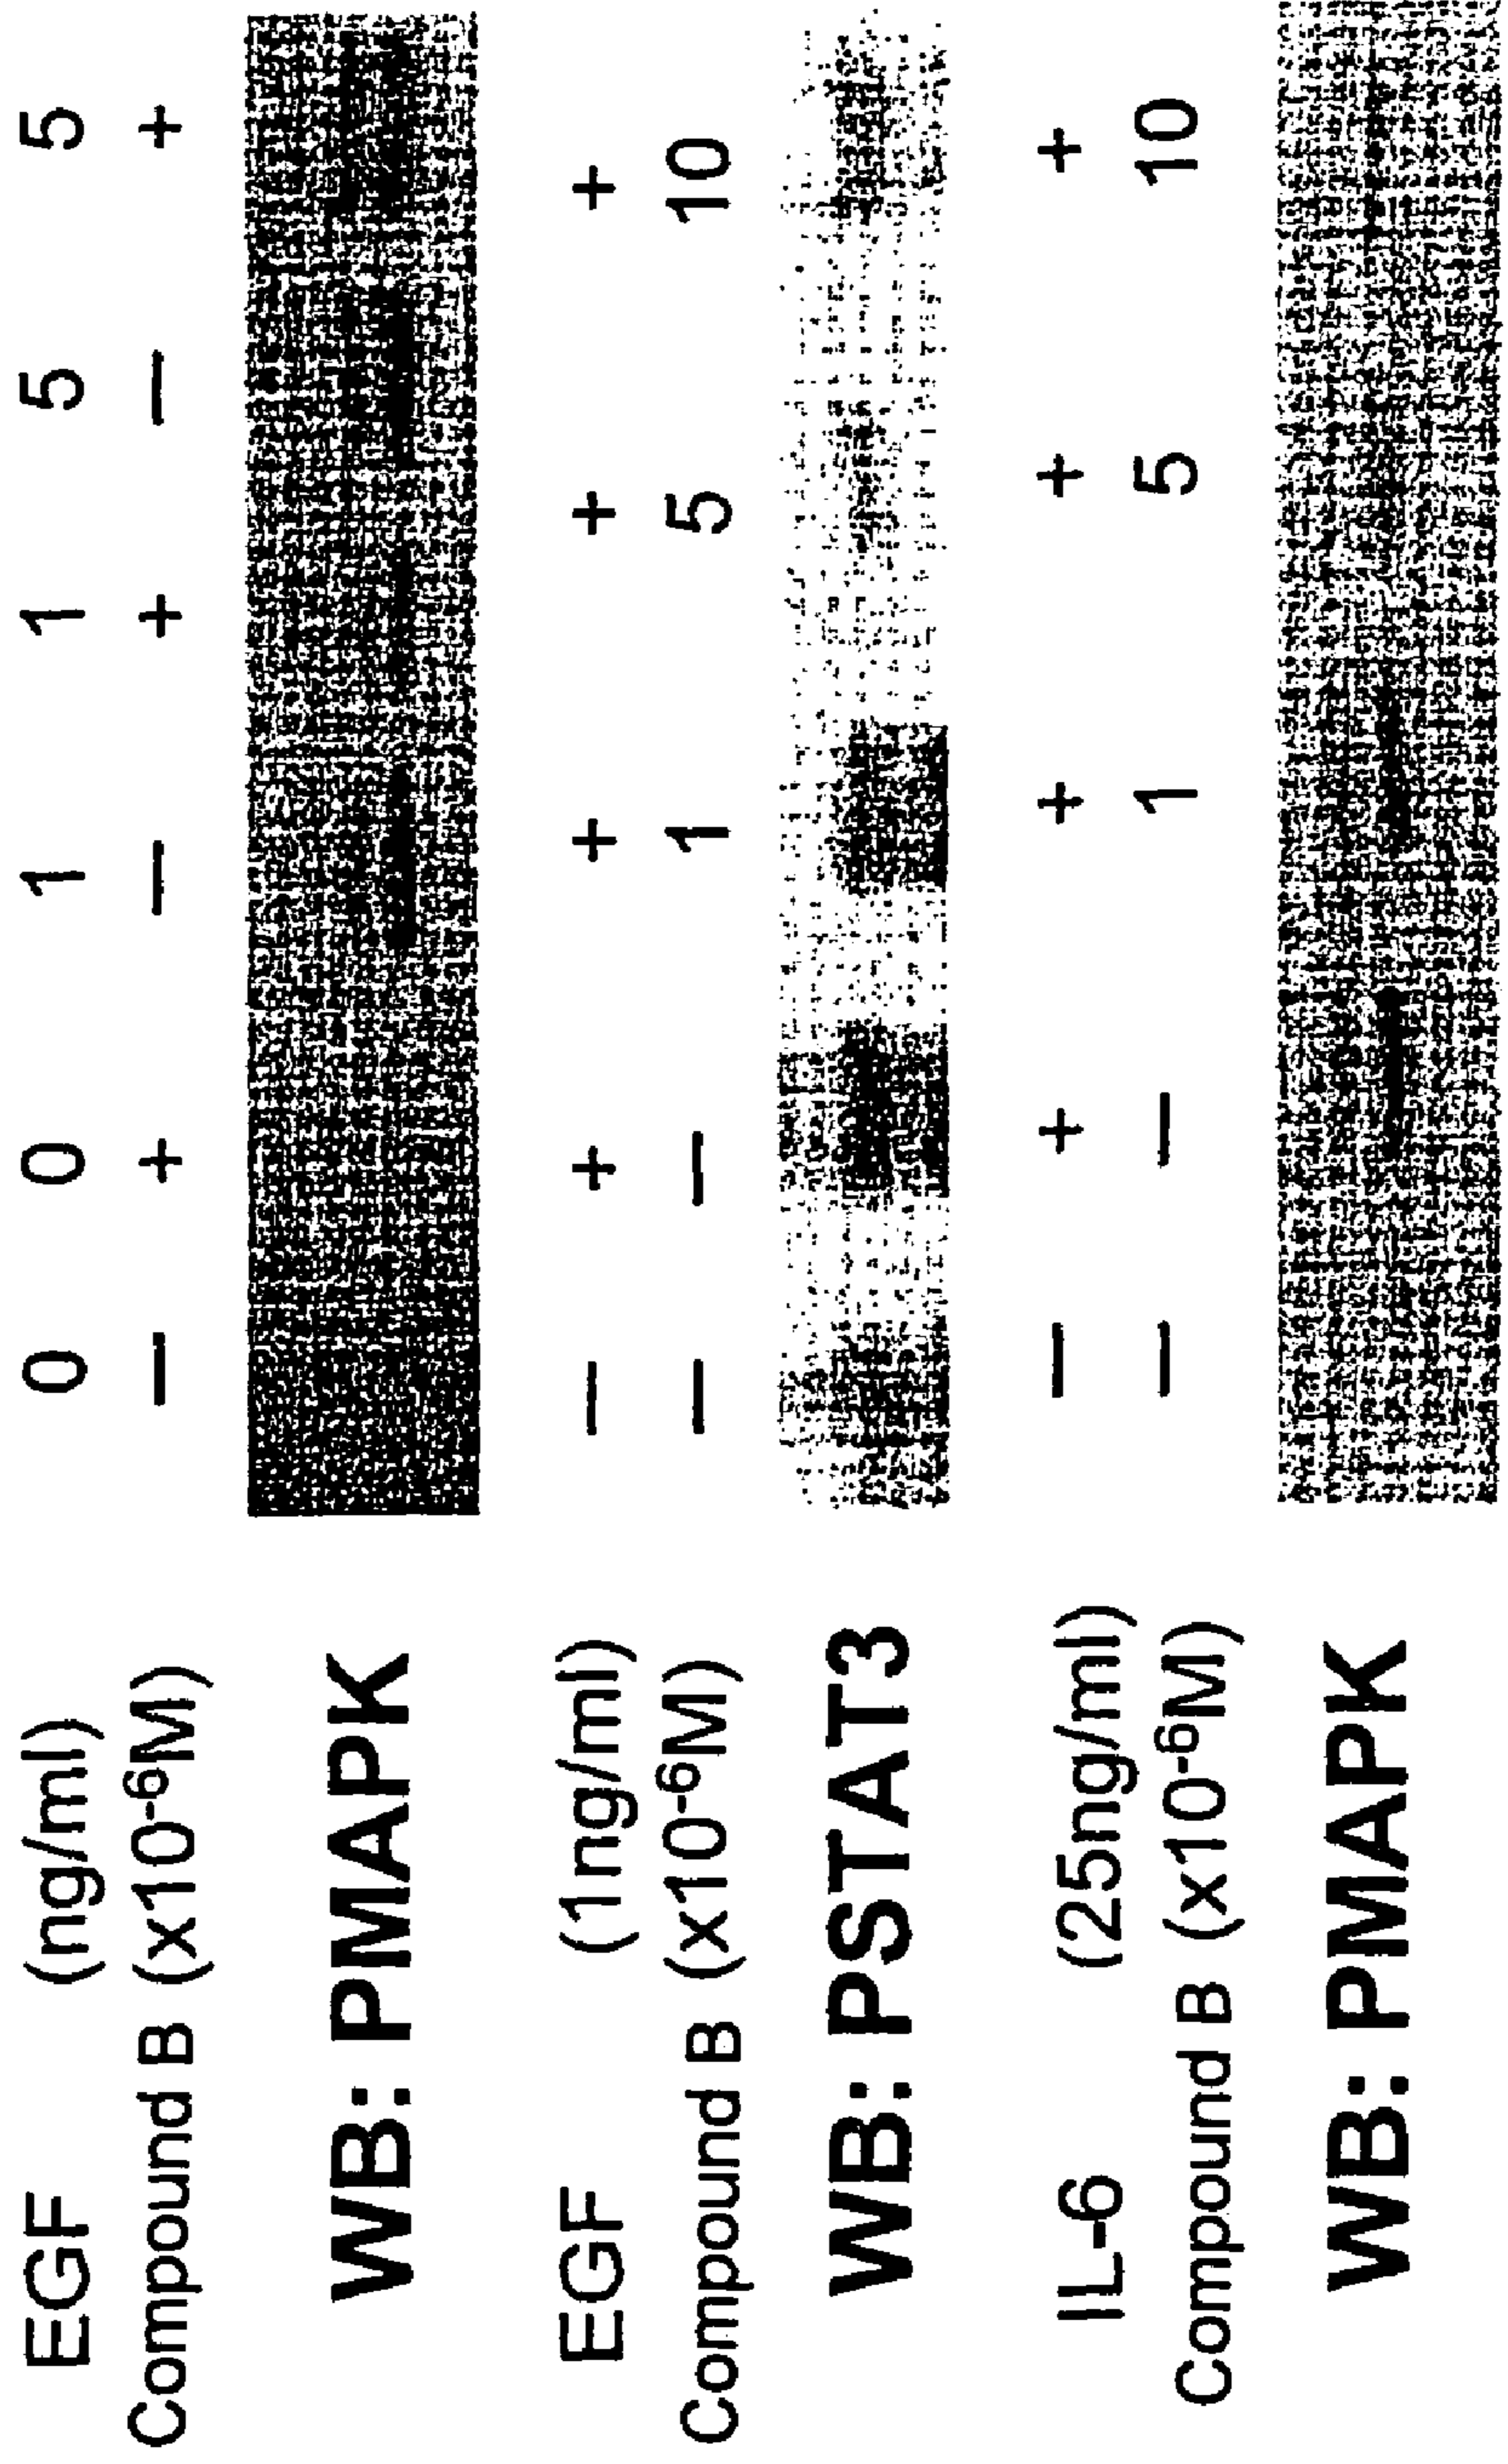 EGF (ng/ml) 0 0 1 1 5 5
Compound B (x10-6M) — + — + — +
WB: PMAPK
EGF (1ng/ml) — + + + +
Compound B (x10-6M) — — 1 5 10
WB: PSTAT3
IL-6 (25ng/ml) — + + + +
Compound B (x10-6M) — — 1 5 10
WB: PMAPK